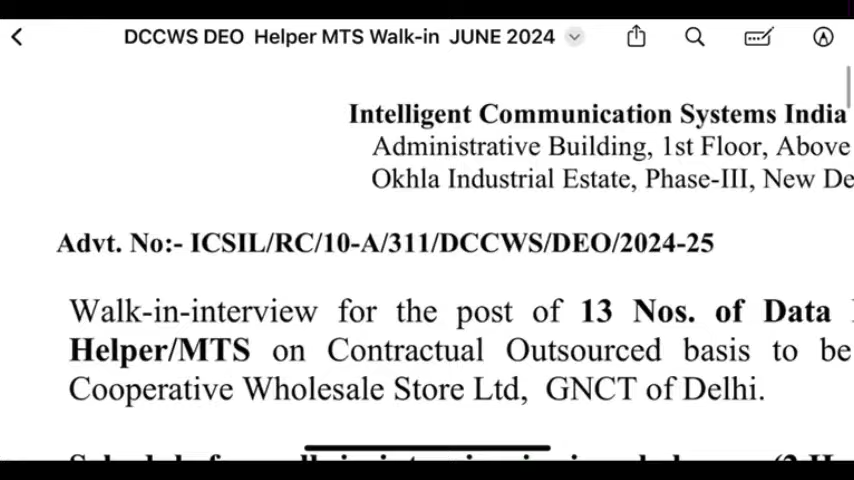 DCCWS DEO Helper MTS Walk-in JUNE 2024
Intelligent Communication Systems India
Administrative Building, 1st Floor, Above
Okhla Industrial Estate, Phase-III, New De
Advt. No:- ICSIL/RC/10-A/311/DCCWS/DEO/2024-25
Walk-in-interview for the post of 13 Nos. of Data
Helper/MTS on Contractual Outsourced basis to be
Cooperative Wholesale Store Ltd, GNCT of Delhi.